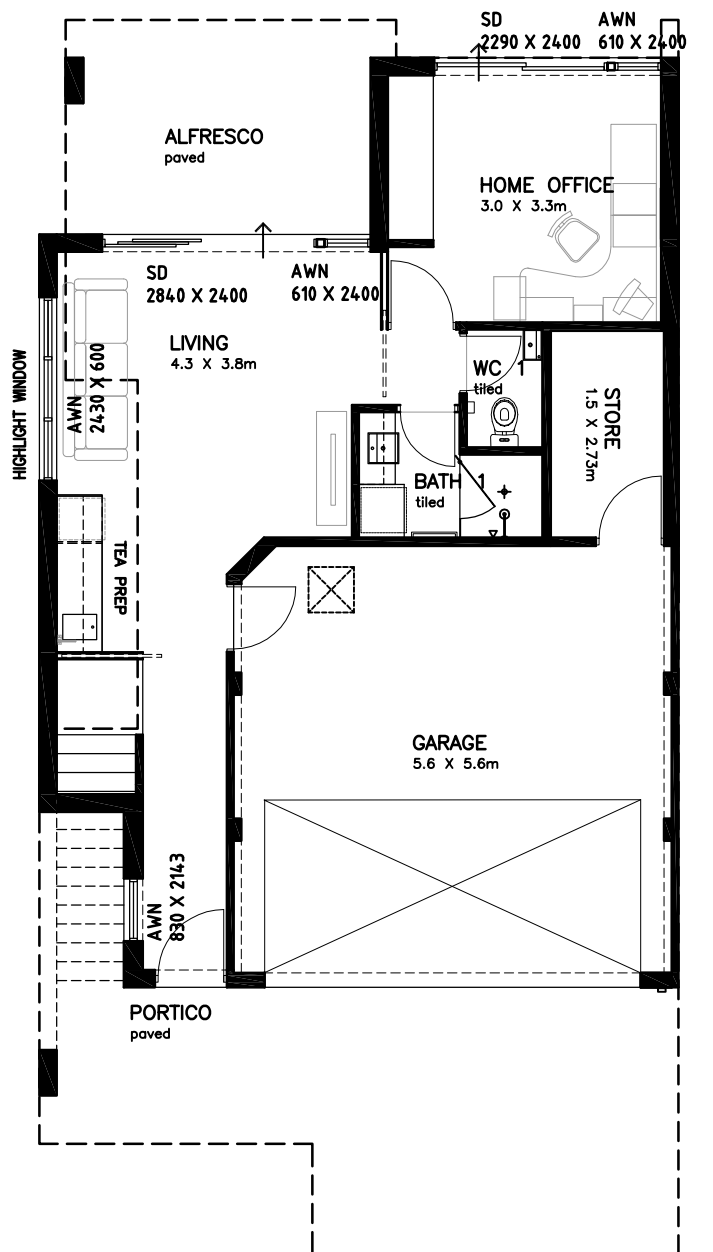 SD
2290 X 2400
AWN
610 X 2400
ALFRESCO
paved
HOME OFFICE
3.0 X 3.3m
SD
2840 X 2400
AWN
610 X 2400
LIVING
4.3 X 3.8m
HIGHLIGHT WINDOW
AWN
2430 X 600
WC 1
tiled
STORE
1.5 X 2.73m
BATH 1
tiled
TEA PREP
GARAGE
5.6 X 5.6m
AWN
830 X 2143
PORTICO
paved